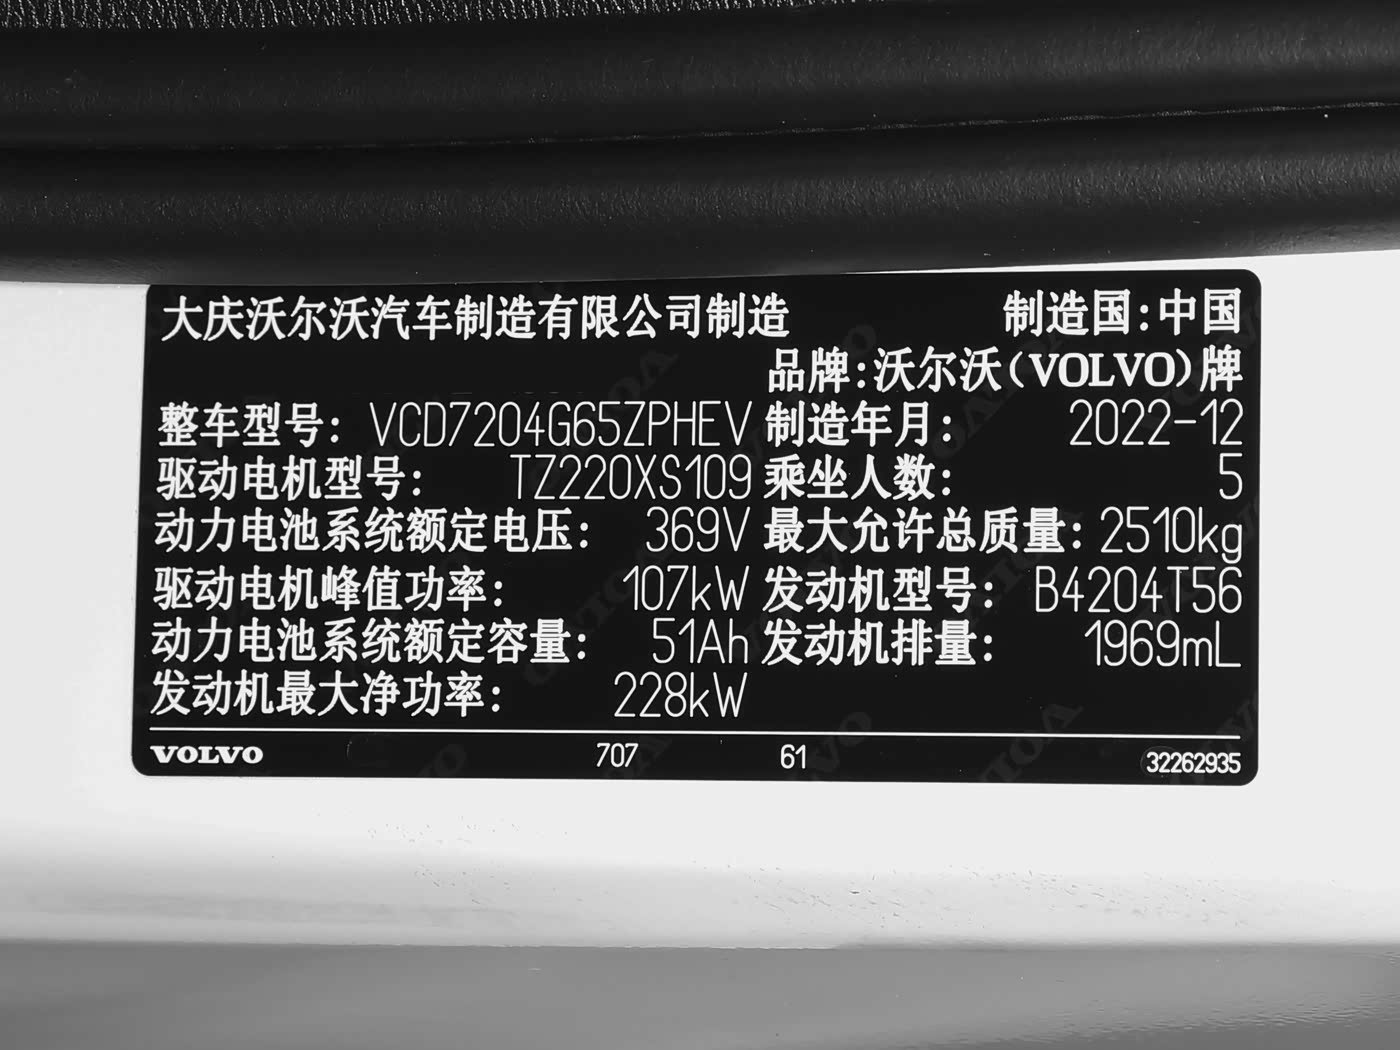 大庆沃尔沃汽车制造有限公司制造 制造国:中国
品牌:沃尔沃(VOLVO)牌
整车型号: VCD7204G65ZPHEV 制造年月: 2022-12
驱动电机型号: TZ220XS109 乘坐人数: 5
动力电池系统额定电压: 369V 最大允许总质量: 2510kg
驱动电机峰值功率: 107kW 发动机型号: B4204T56
动力电池系统额定容量: 51Ah 发动机排量: 1969mL
发动机最大净功率: 228kW
VOLVO 707 61 32262935